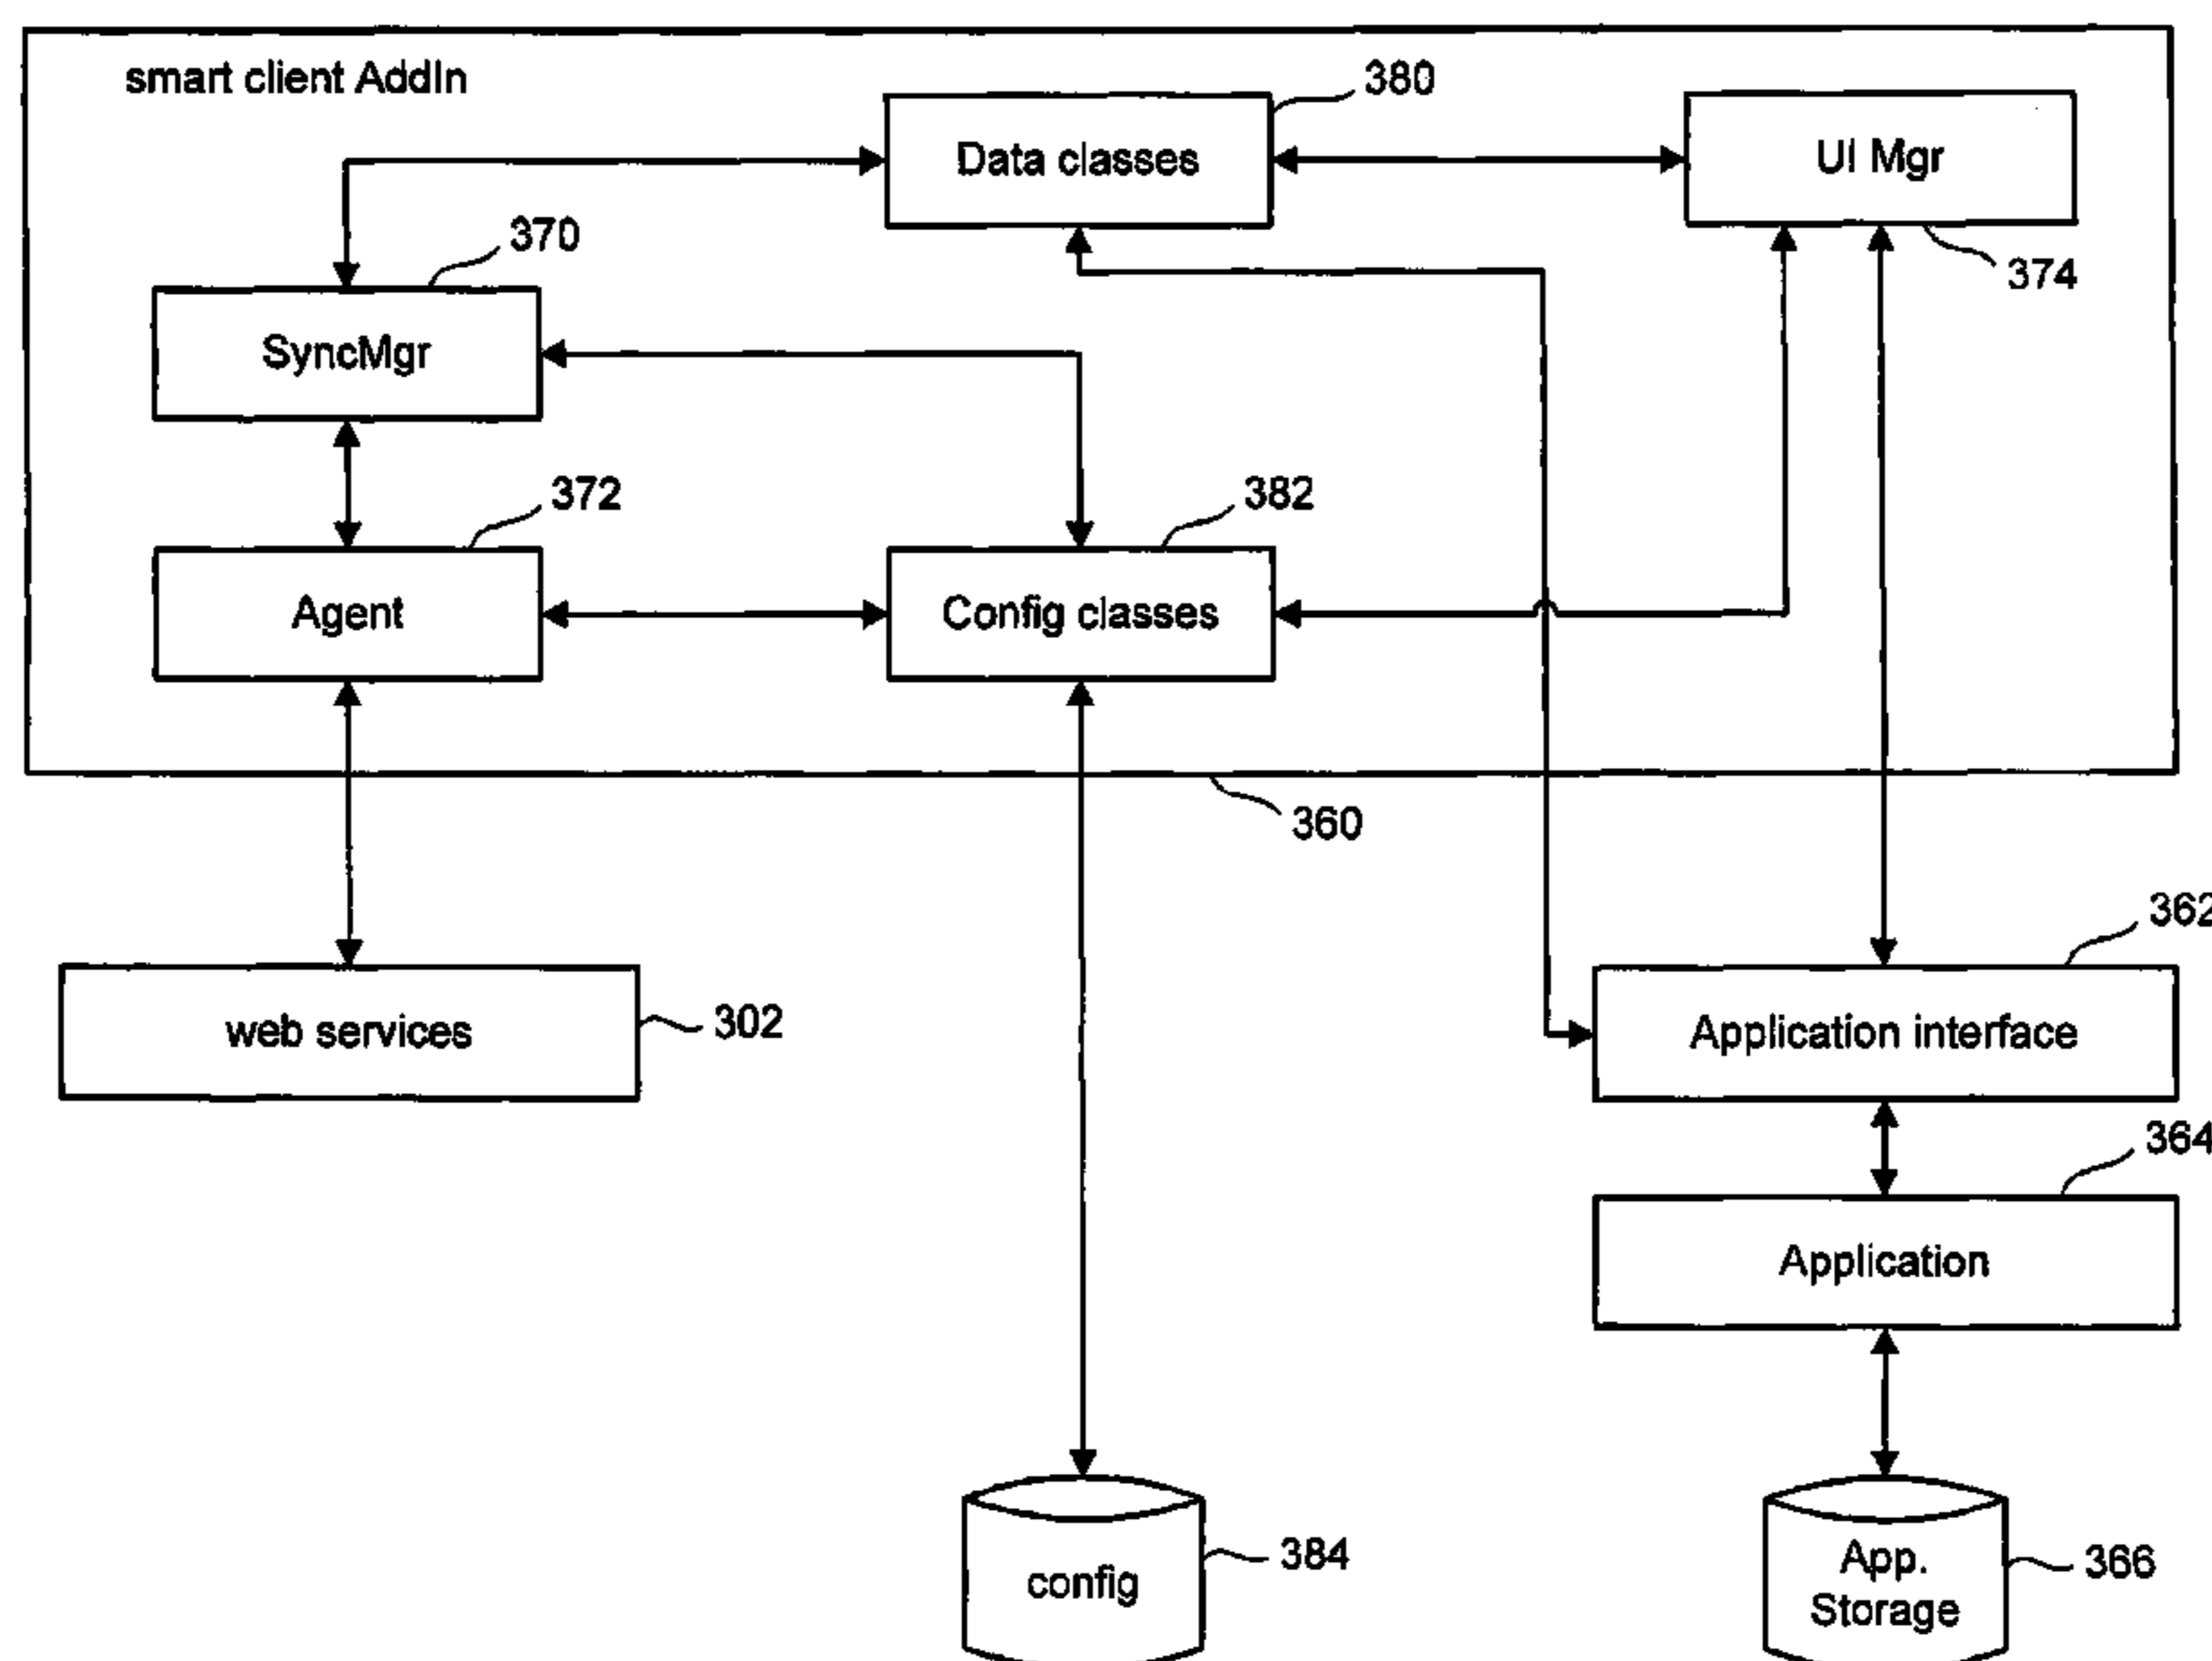 smart client AddIn
380
Data classes
UI Mgr
370
374
SyncMgr
372
382
Agent
Config classes
360
362
web services
302
Application interface
364
Application
384
config
App.
Storage
366